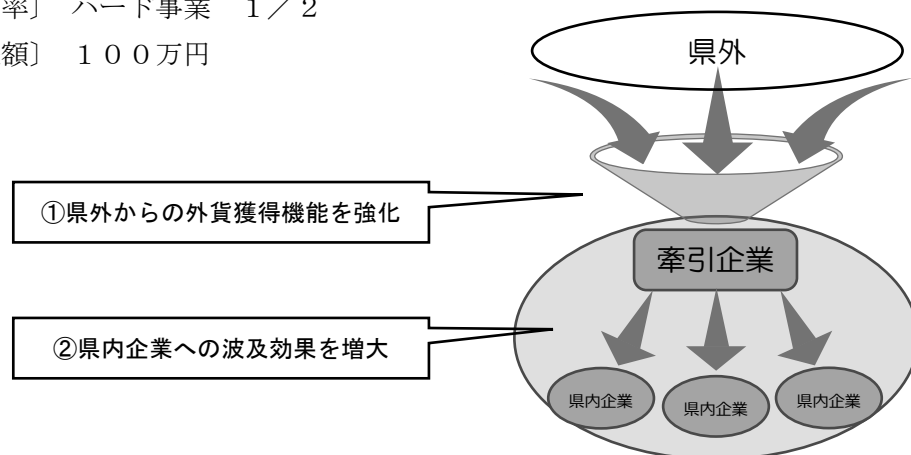 率〕 ハード事業 １／２
額〕 １００万円
県外
①県外からの外貨獲得機能を強化
牽引企業
②県内企業への波及効果を増大
県内企業
県内企業
県内企業